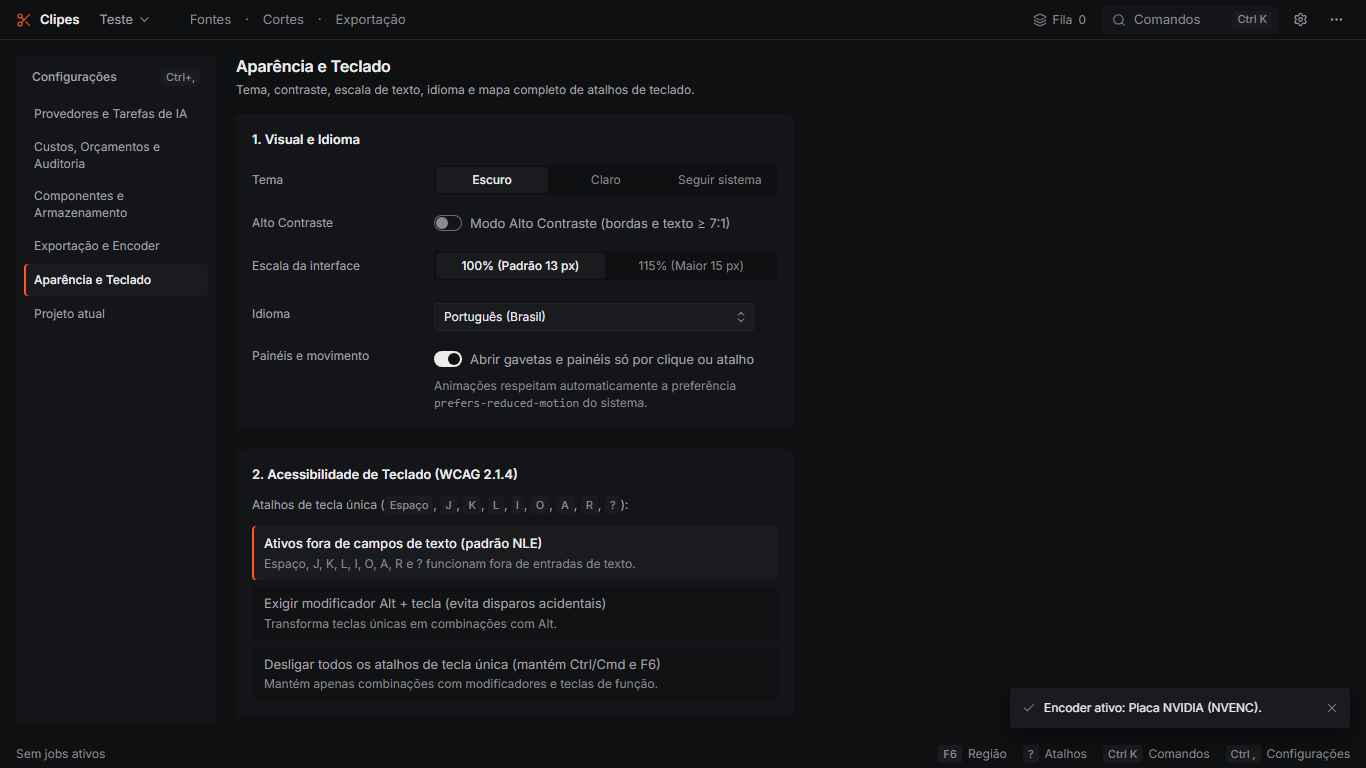 Clipes Teste Fontes · Cortes · Exportação Fila 0 Comandos Ctrl K
Configurações Ctrl+,
Provedores e Tarefas de IA
Custos, Orçamentos e
Auditoria
Componentes e
Armazenamento
Exportação e Encoder
Aparência e Teclado
Projeto atual
Aparência e Teclado
Tema, contraste, escala de texto, idioma e mapa completo de atalhos de teclado.
1. Visual e Idioma
Tema Escuro Claro Seguir sistema
Alto Contraste Modo Alto Contraste (bordas e texto ≥ 7:1)
Escala da interface 100% (Padrão 13 px) 115% (Maior 15 px)
Idioma Português (Brasil)
Painéis e movimento Abrir gavetas e painéis só por clique ou atalho
Animações respeitam automaticamente a preferência
prefers-reduced-motion do sistema.
2. Acessibilidade de Teclado (WCAG 2.1.4)
Atalhos de tecla única ( Espaço , J , K , L , I , O , A , R , ? ):
Ativos fora de campos de texto (padrão NLE)
Espaço, J, K, L, I, O, A, R e ? funcionam fora de entradas de texto.
Exigir modificador Alt + tecla (evita disparos acidentais)
Transforma teclas únicas em combinações com Alt.
Desligar todos os atalhos de tecla única (mantém Ctrl/Cmd e F6)
Mantém apenas combinações com modificadores e teclas de função.
Encoder ativo: Placa NVIDIA (NVENC).
Sem jobs ativos F6 Região ? Atalhos Ctrl K Comandos Ctrl , Configurações